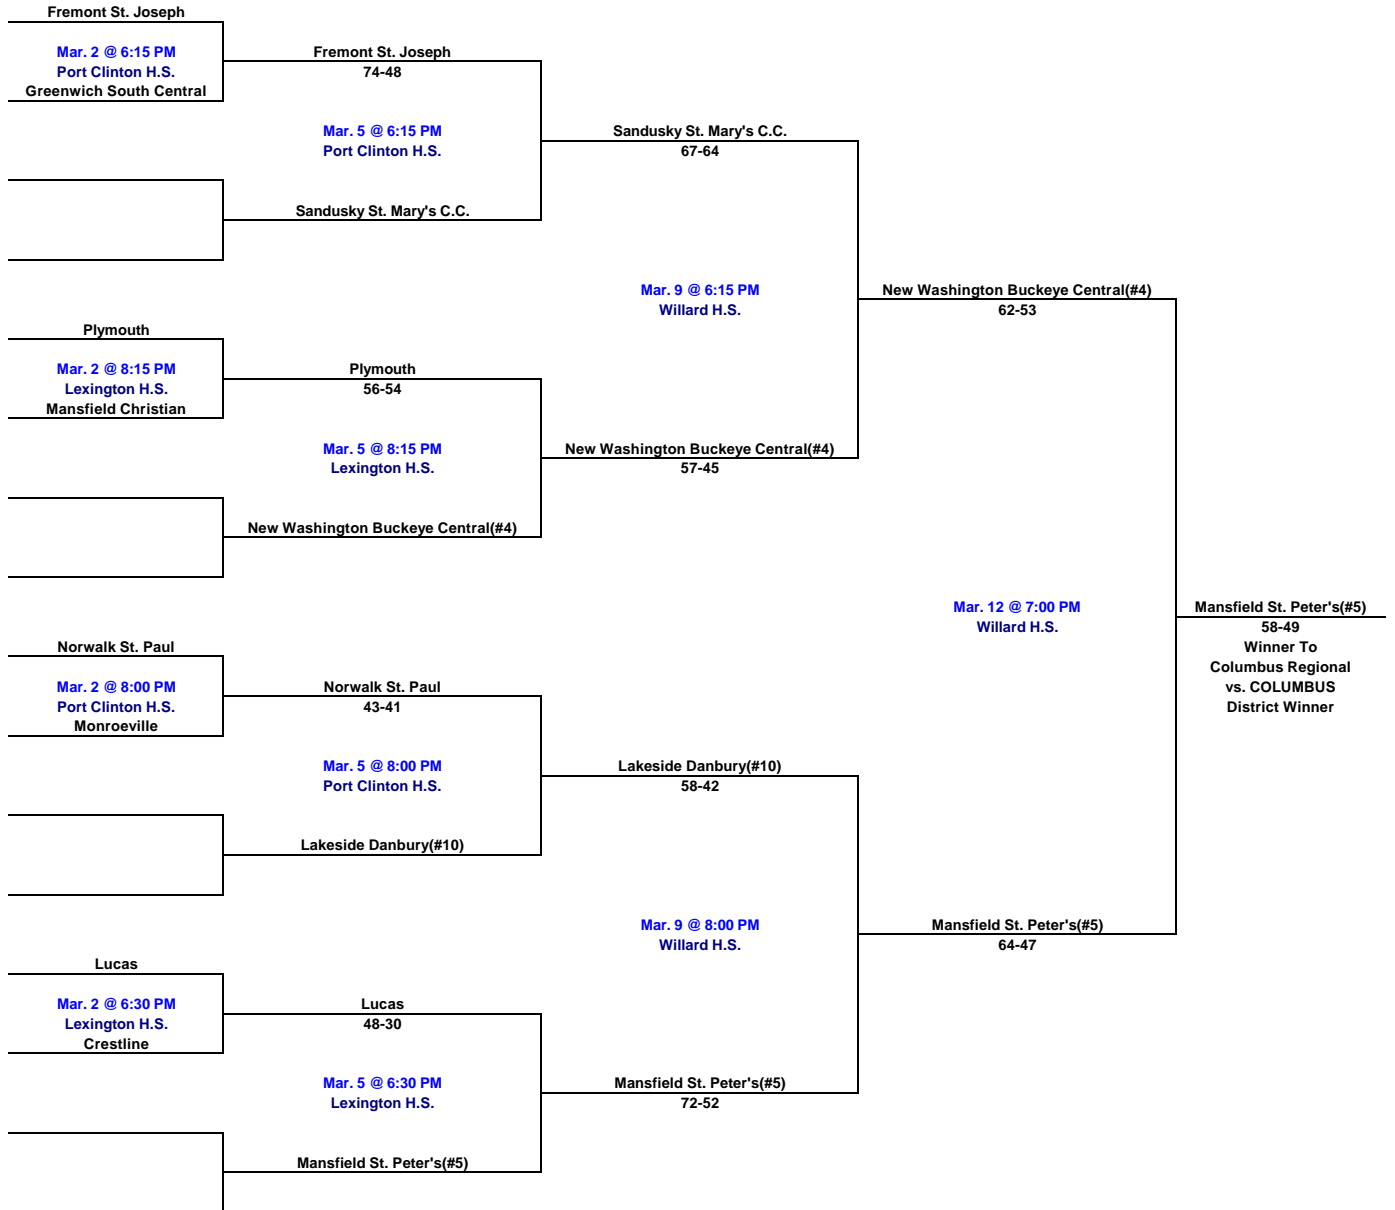 Fremont St. Joseph
Mar. 2 @ 6:15 PM
Port Clinton H.S.
Greenwich South Central
Fremont St. Joseph
74-48
Mar. 5 @ 6:15 PM
Port Clinton H.S.
Sandusky St. Mary's C.C.
Sandusky St. Mary's C.C.
67-64
Mar. 9 @ 6:15 PM
Willard H.S.
New Washington Buckeye Central(#4)
62-53
Plymouth
Mar. 2 @ 8:15 PM
Lexington H.S.
Mansfield Christian
Plymouth
56-54
Mar. 5 @ 8:15 PM
Lexington H.S.
New Washington Buckeye Central(#4)
New Washington Buckeye Central(#4)
57-45
Mar. 12 @ 7:00 PM
Willard H.S.
Mansfield St. Peter's(#5)
58-49
Winner To
Columbus Regional
vs. COLUMBUS
District Winner
Norwalk St. Paul
Mar. 2 @ 8:00 PM
Port Clinton H.S.
Monroeville
Norwalk St. Paul
43-41
Mar. 5 @ 8:00 PM
Port Clinton H.S.
Lakeside Danbury(#10)
Lakeside Danbury(#10)
58-42
Mar. 9 @ 8:00 PM
Willard H.S.
Mansfield St. Peter's(#5)
64-47
Lucas
Mar. 2 @ 6:30 PM
Lexington H.S.
Crestline
Lucas
48-30
Mar. 5 @ 6:30 PM
Lexington H.S.
Mansfield St. Peter's(#5)
Mansfield St. Peter's(#5)
72-52